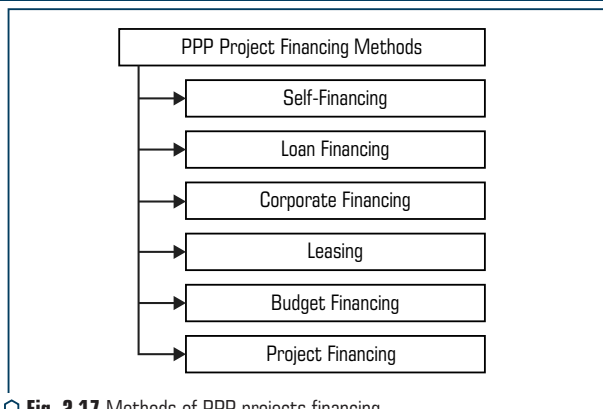 PPP Project Financing Methods
Self-Financing
Loan Financing
Corporate Financing
Leasing
Budget Financing
Project Financing
Fig. 2.17 Methods of PPP projects financing